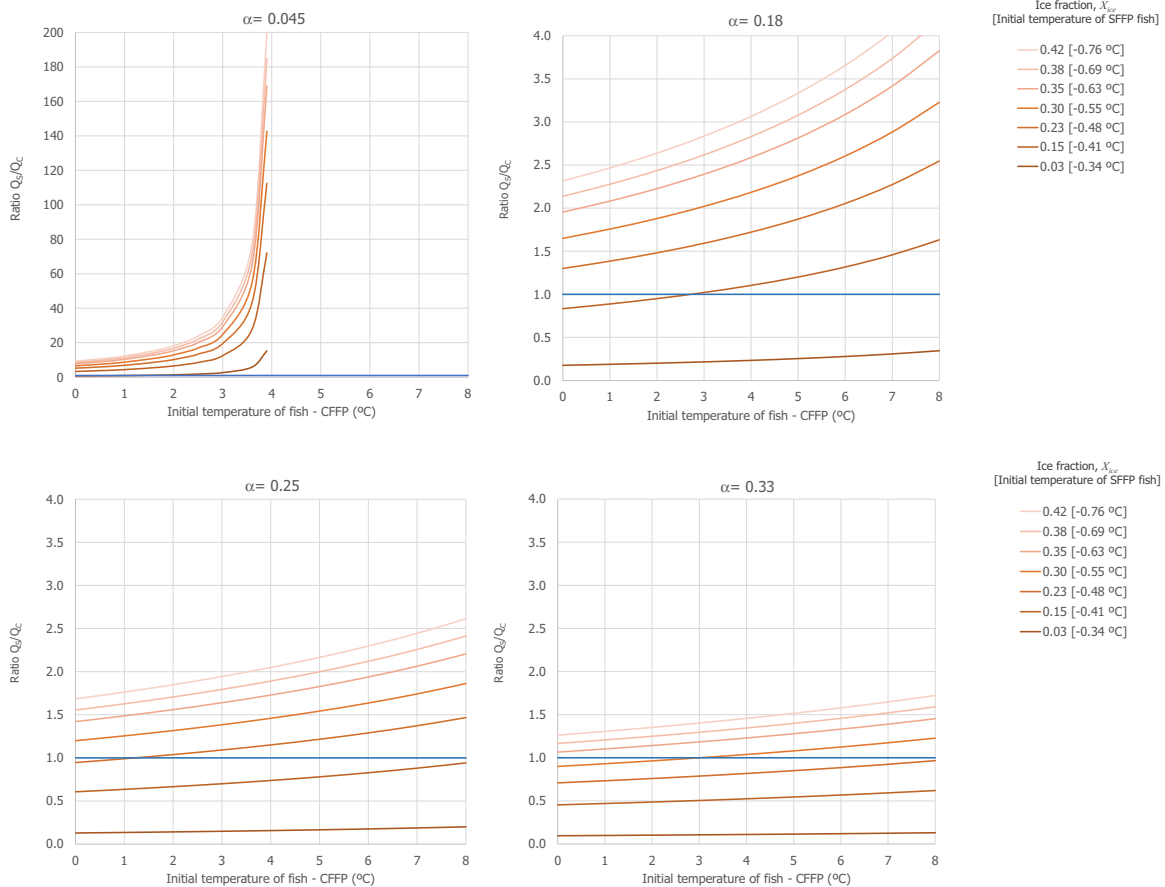 α= 0.045
Ratio Q_S/Q_C
200
180
160
140
120
100
80
60
40
20
0
0 1 2 3 4 5 6 7 8
Initial temperature of fish - CFFP (ºC)
α= 0.18
Ratio Q_S/Q_C
4.0
3.5
3.0
2.5
2.0
1.5
1.0
0.5
0.0
0 1 2 3 4 5 6 7 8
Initial temperature of fish - CFFP (ºC)
Ice fraction, X_ice
[Initial temperature of SFFP fish]
0.42 [-0.76 ºC]
0.38 [-0.69 ºC]
0.35 [-0.63 ºC]
0.30 [-0.55 ºC]
0.23 [-0.48 ºC]
0.15 [-0.41 ºC]
0.03 [-0.34 ºC]
α= 0.25
Ratio Q_S/Q_C
4.0
3.5
3.0
2.5
2.0
1.5
1.0
0.5
0.0
0 1 2 3 4 5 6 7 8
Initial temperature of fish - CFFP (ºC)
α= 0.33
Ratio Q_S/Q_C
4.0
3.5
3.0
2.5
2.0
1.5
1.0
0.5
0.0
0 1 2 3 4 5 6 7 8
Initial temperature of fish - CFFP (ºC)
Ice fraction, X_ice
[Initial temperature of SFFP fish]
0.42 [-0.76 ºC]
0.38 [-0.69 ºC]
0.35 [-0.63 ºC]
0.30 [-0.55 ºC]
0.23 [-0.48 ºC]
0.15 [-0.41 ºC]
0.03 [-0.34 ºC]